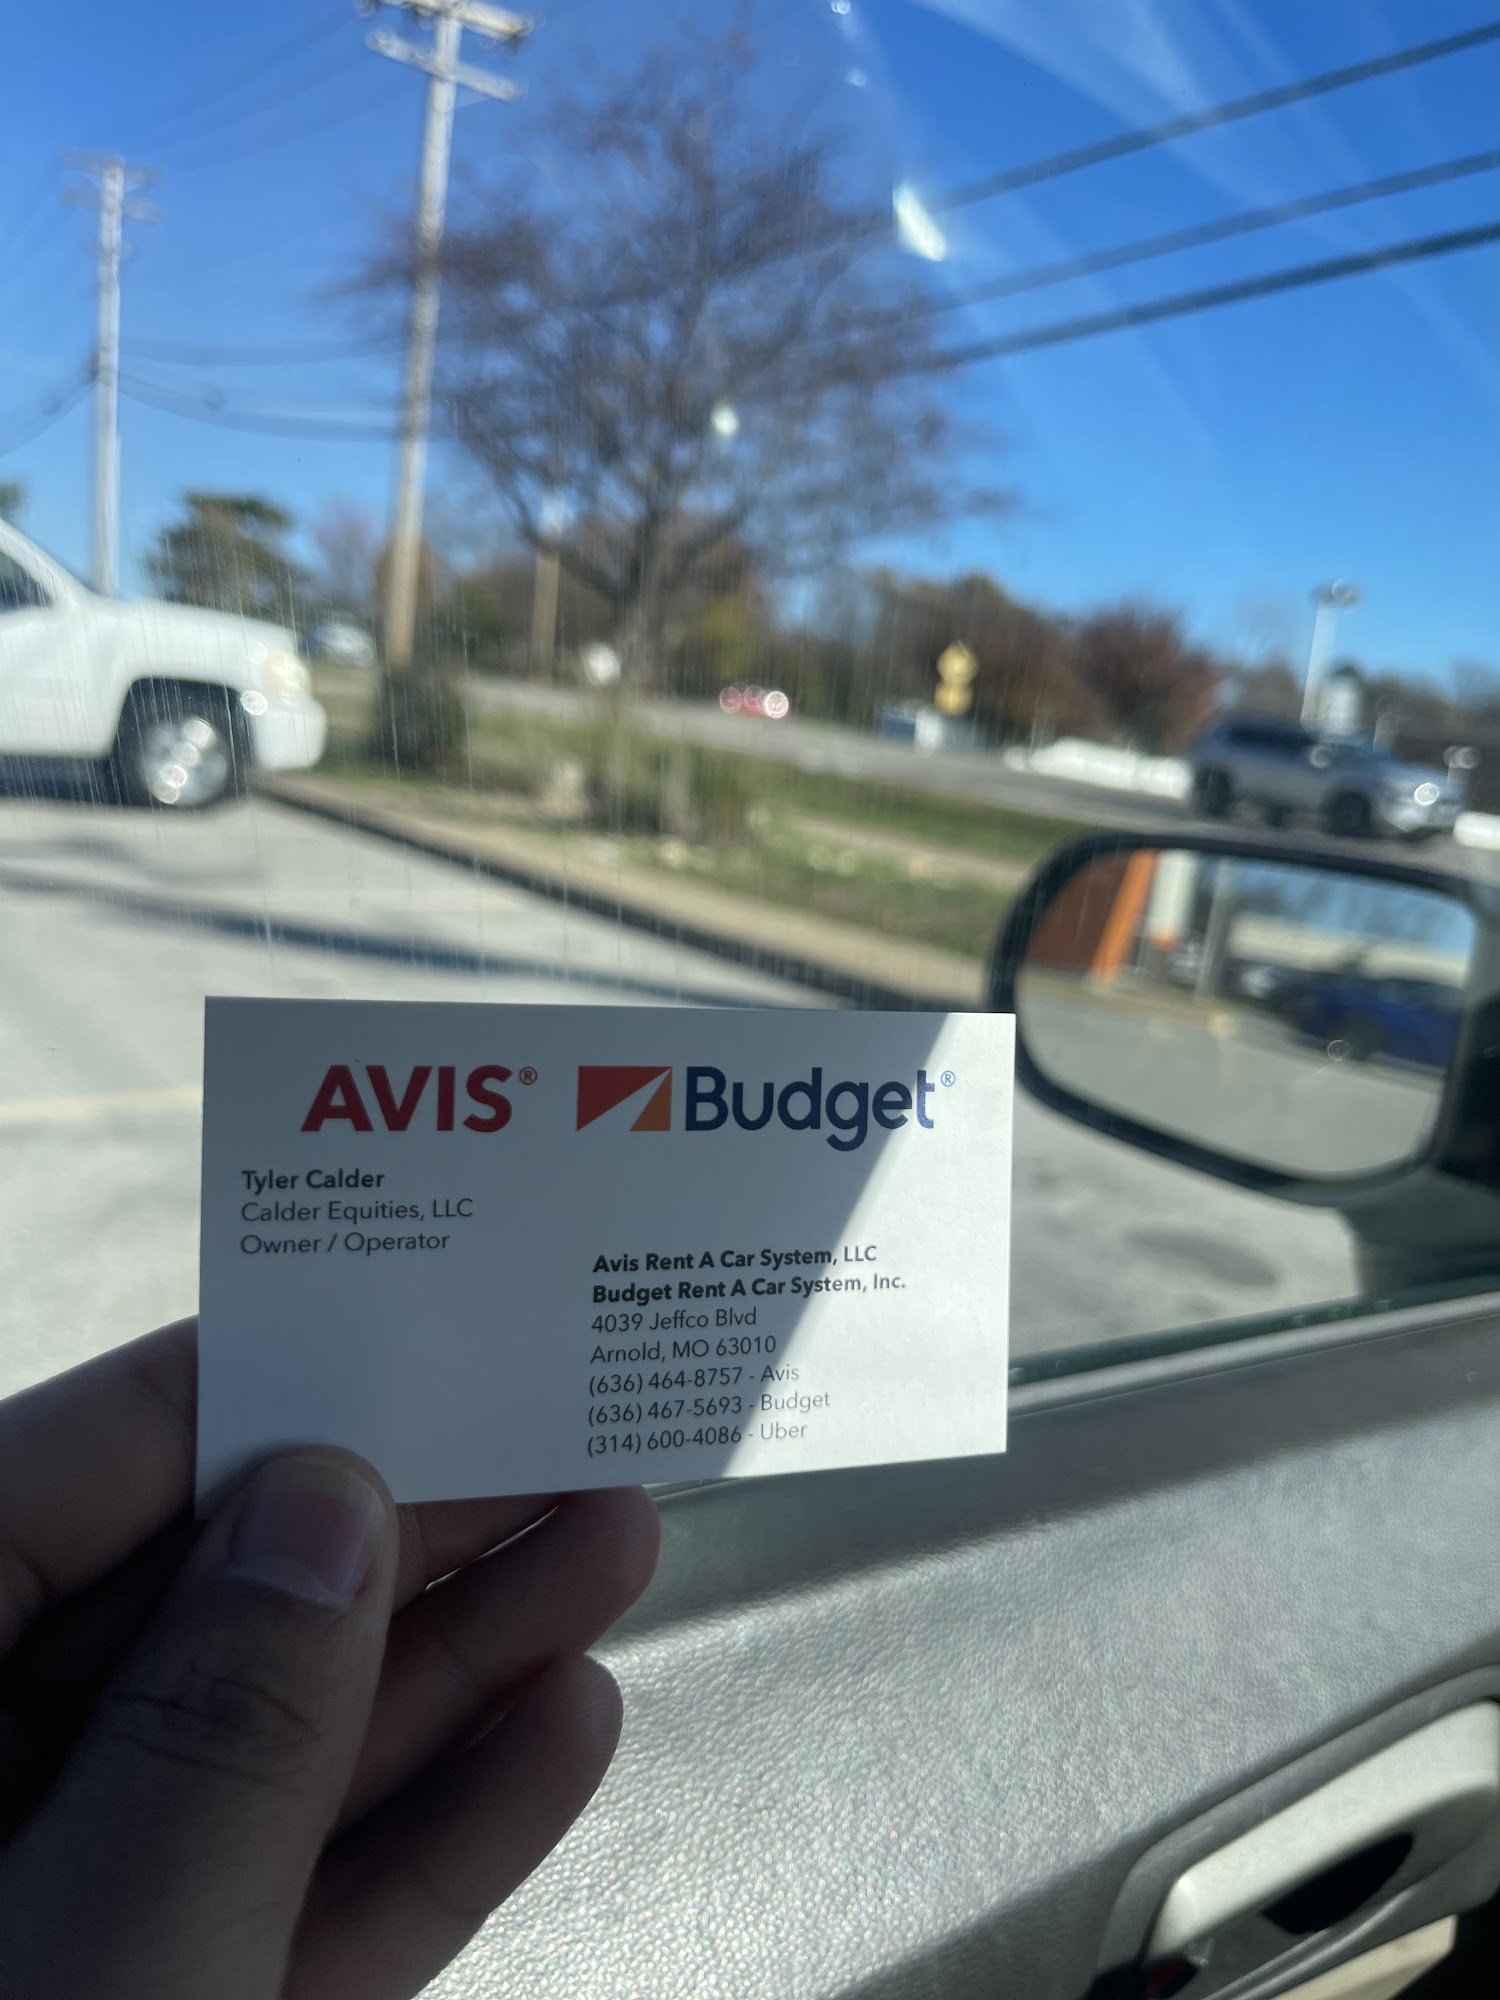 AVIS® Budget®
Tyler Calder
Calder Equities, LLC
Owner / Operator
Avis Rent A Car System, LLC
Budget Rent A Car System, Inc.
4039 Jeffco Blvd
Arnold, MO 63010
(636) 464-8757 - Avis
(636) 467-5693 - Budget
(314) 600-4086 - Uber